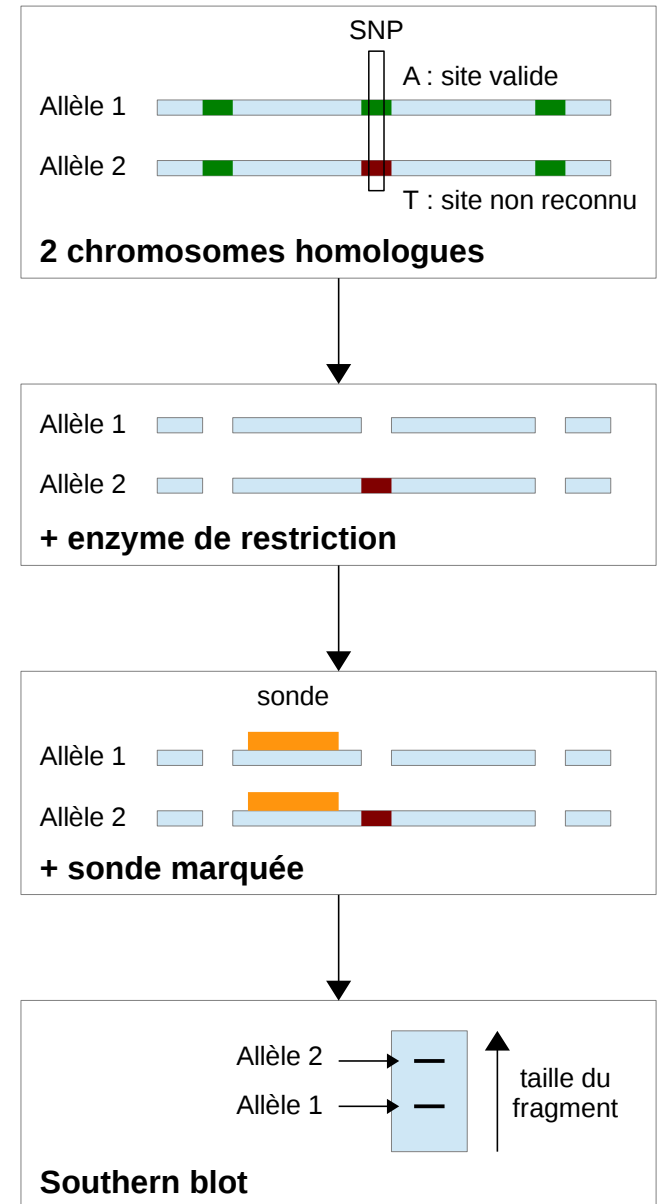 SNP
A : site valide
Allèle 1
Allèle 2
T : site non reconnu
2 chromosomes homologues
Allèle 1
Allèle 2
+ enzyme de restriction
sonde
Allèle 1
Allèle 2
+ sonde marquée
Allèle 2
Allèle 1
taille du
fragment
Southern blot